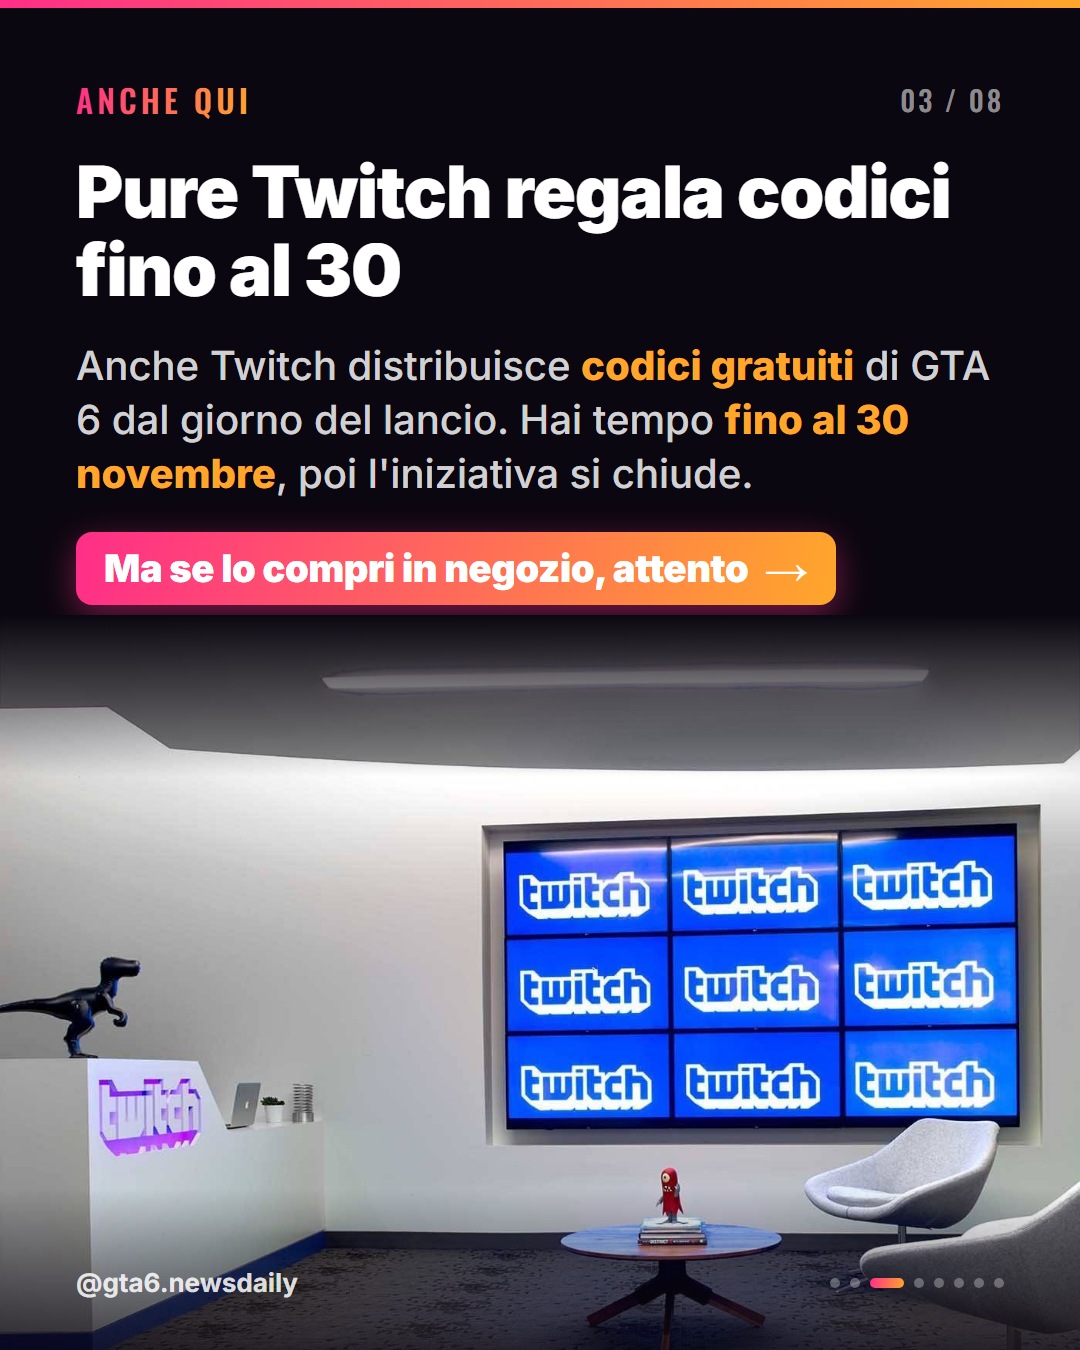 ANCHE QUI
03 / 08
Pure Twitch regala codici
fino al 30
Anche Twitch distribuisce codici gratuiti di GTA
6 dal giorno del lancio. Hai tempo fino al 30
novembre, poi l'iniziativa si chiude.
Ma se lo compri in negozio, attento →
twitch twitch twitch
twitch twitch twitch
twitch twitch twitch
twitch
@gta6.newsdaily